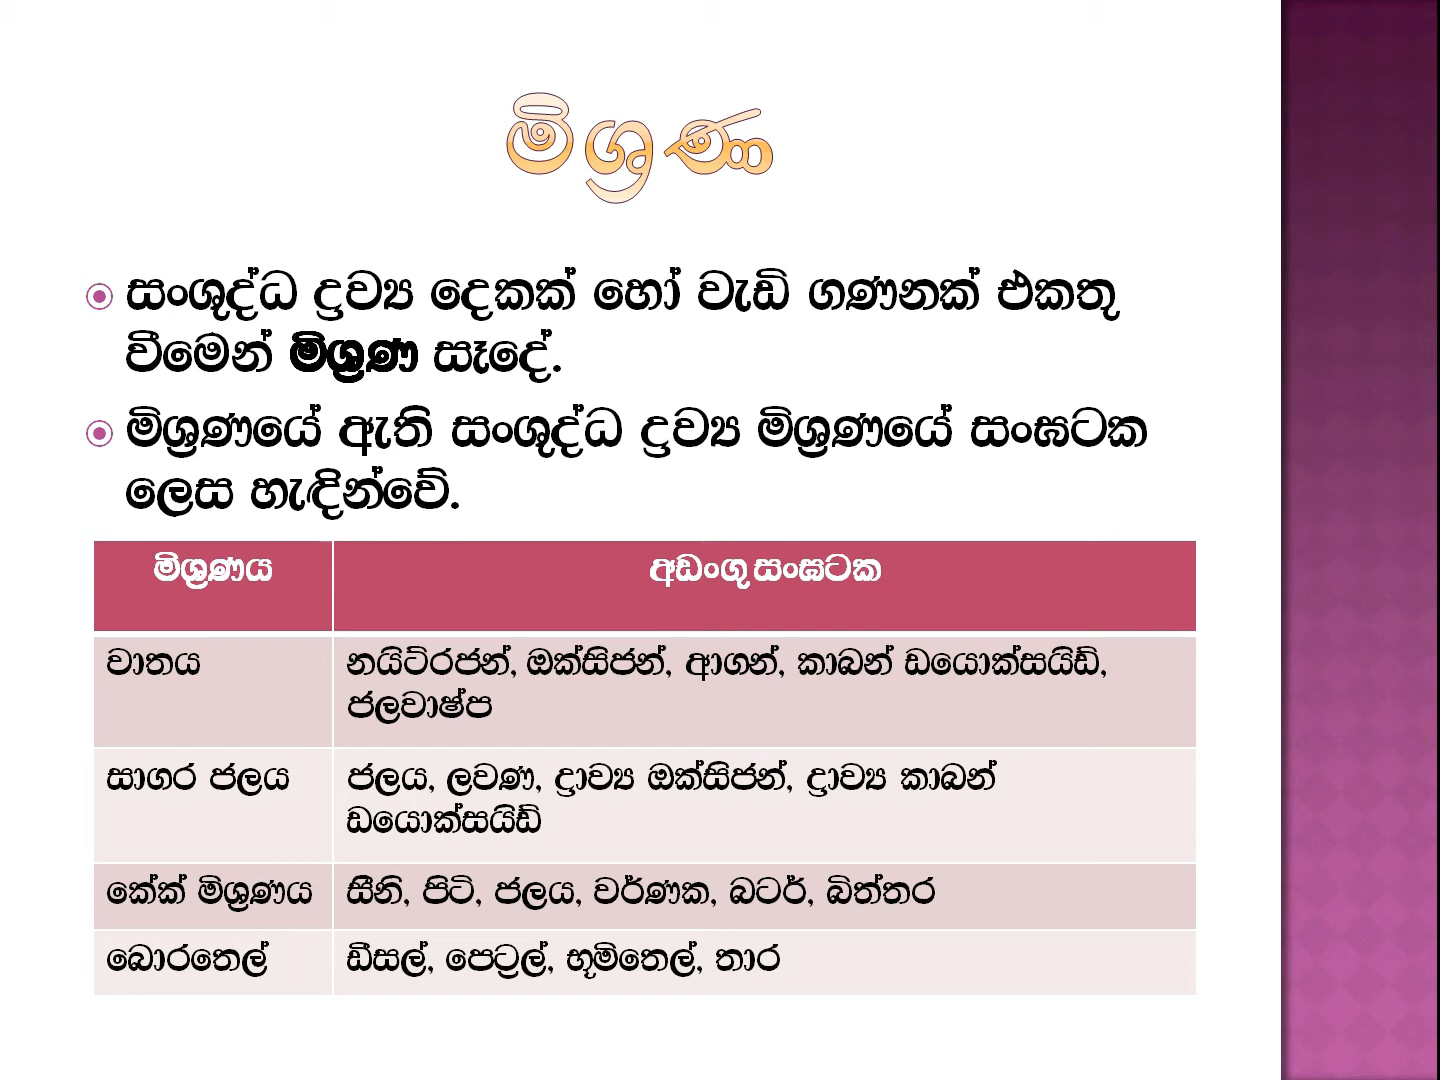 මිශ්‍රණ
සංශුද්ධ ද්‍රව්‍ය දෙකක් හෝ වැඩි ගණනක් එකතු
වීමෙන් මිශ්‍රණ සෑදේ.
මිශ්‍රණයේ ඇති සංශුද්ධ ද්‍රව්‍ය මිශ්‍රණයේ සංඝටක
ලෙස හැඳින්වේ.
මිශ්‍රණය අඩංගු සංඝටක
වාතය නයිට්රජන්, ඔක්සිජන්, ආගන්, කාබන් ඩයොක්සයිඩ්,
ජලවාෂ්ප
සාගර ජලය ජලය, ලවණ, ද්‍රාව්‍ය ඔක්සිජන්, ද්‍රාව්‍ය කාබන්
ඩයොක්සයිඩ්
කේක් මිශ්‍රණය සීනි, පිටි, ජලය, වර්ණක, බටර්, බිත්තර
බොරතෙල් ඩීසල්, පෙට්‍රල්, භූමිතෙල්, තාර